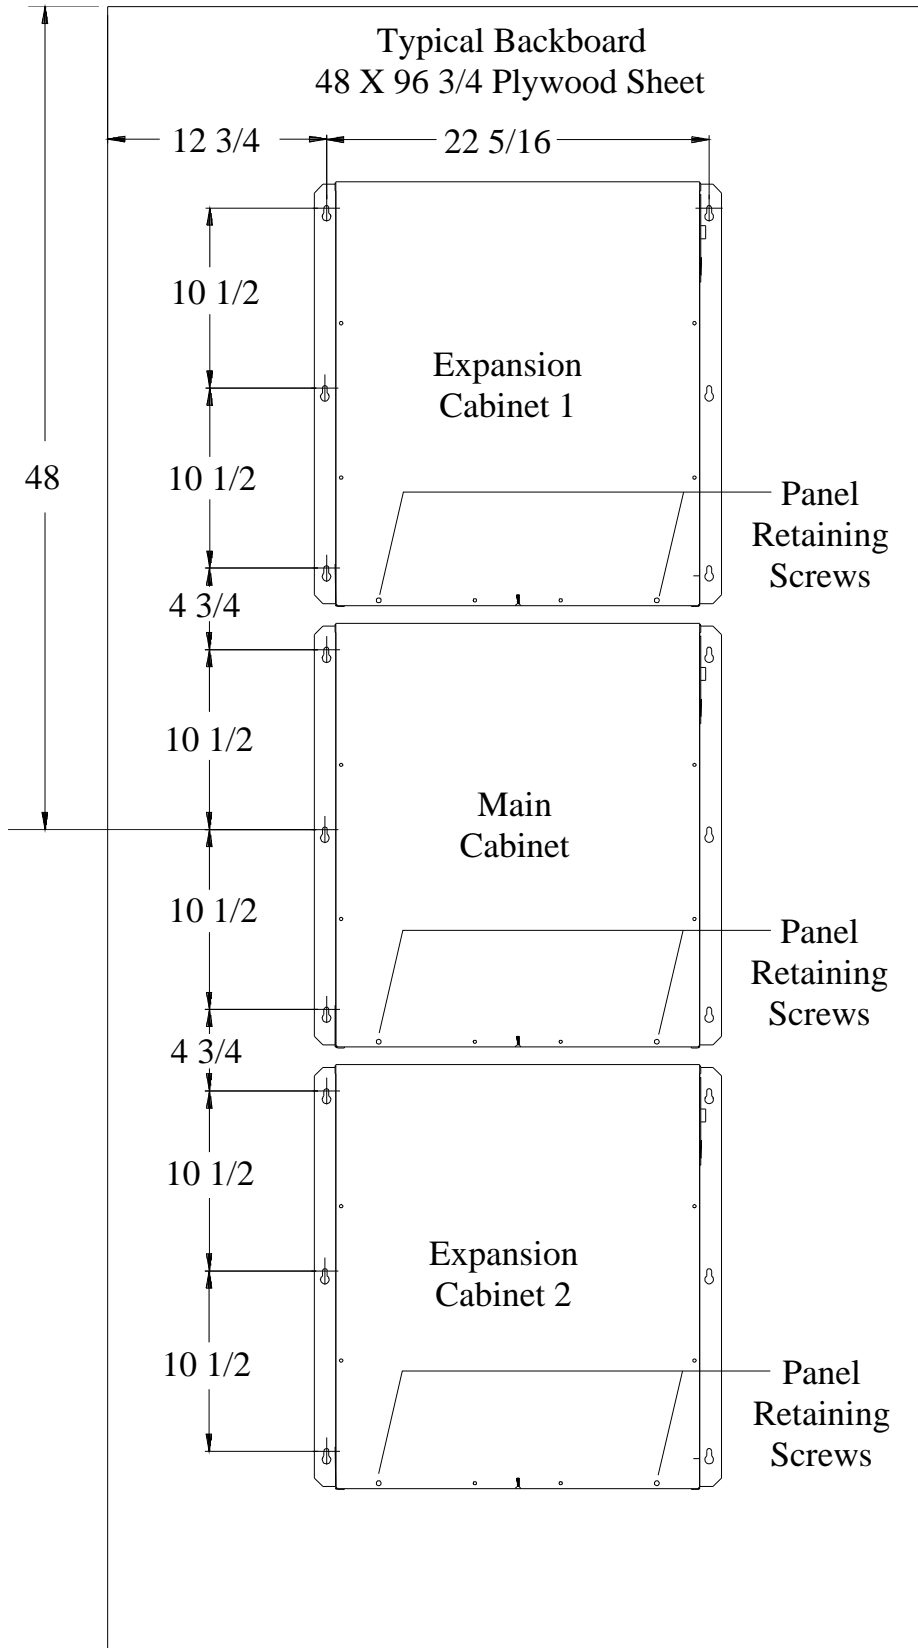 Typical Backboard
48 X 96 3/4 Plywood Sheet
12 3/4
22 5/16
10 1/2
Expansion
Cabinet 1
48
10 1/2
Panel
Retaining
Screws
4 3/4
10 1/2
Main
Cabinet
10 1/2
Panel
Retaining
Screws
4 3/4
10 1/2
Expansion
Cabinet 2
10 1/2
Panel
Retaining
Screws